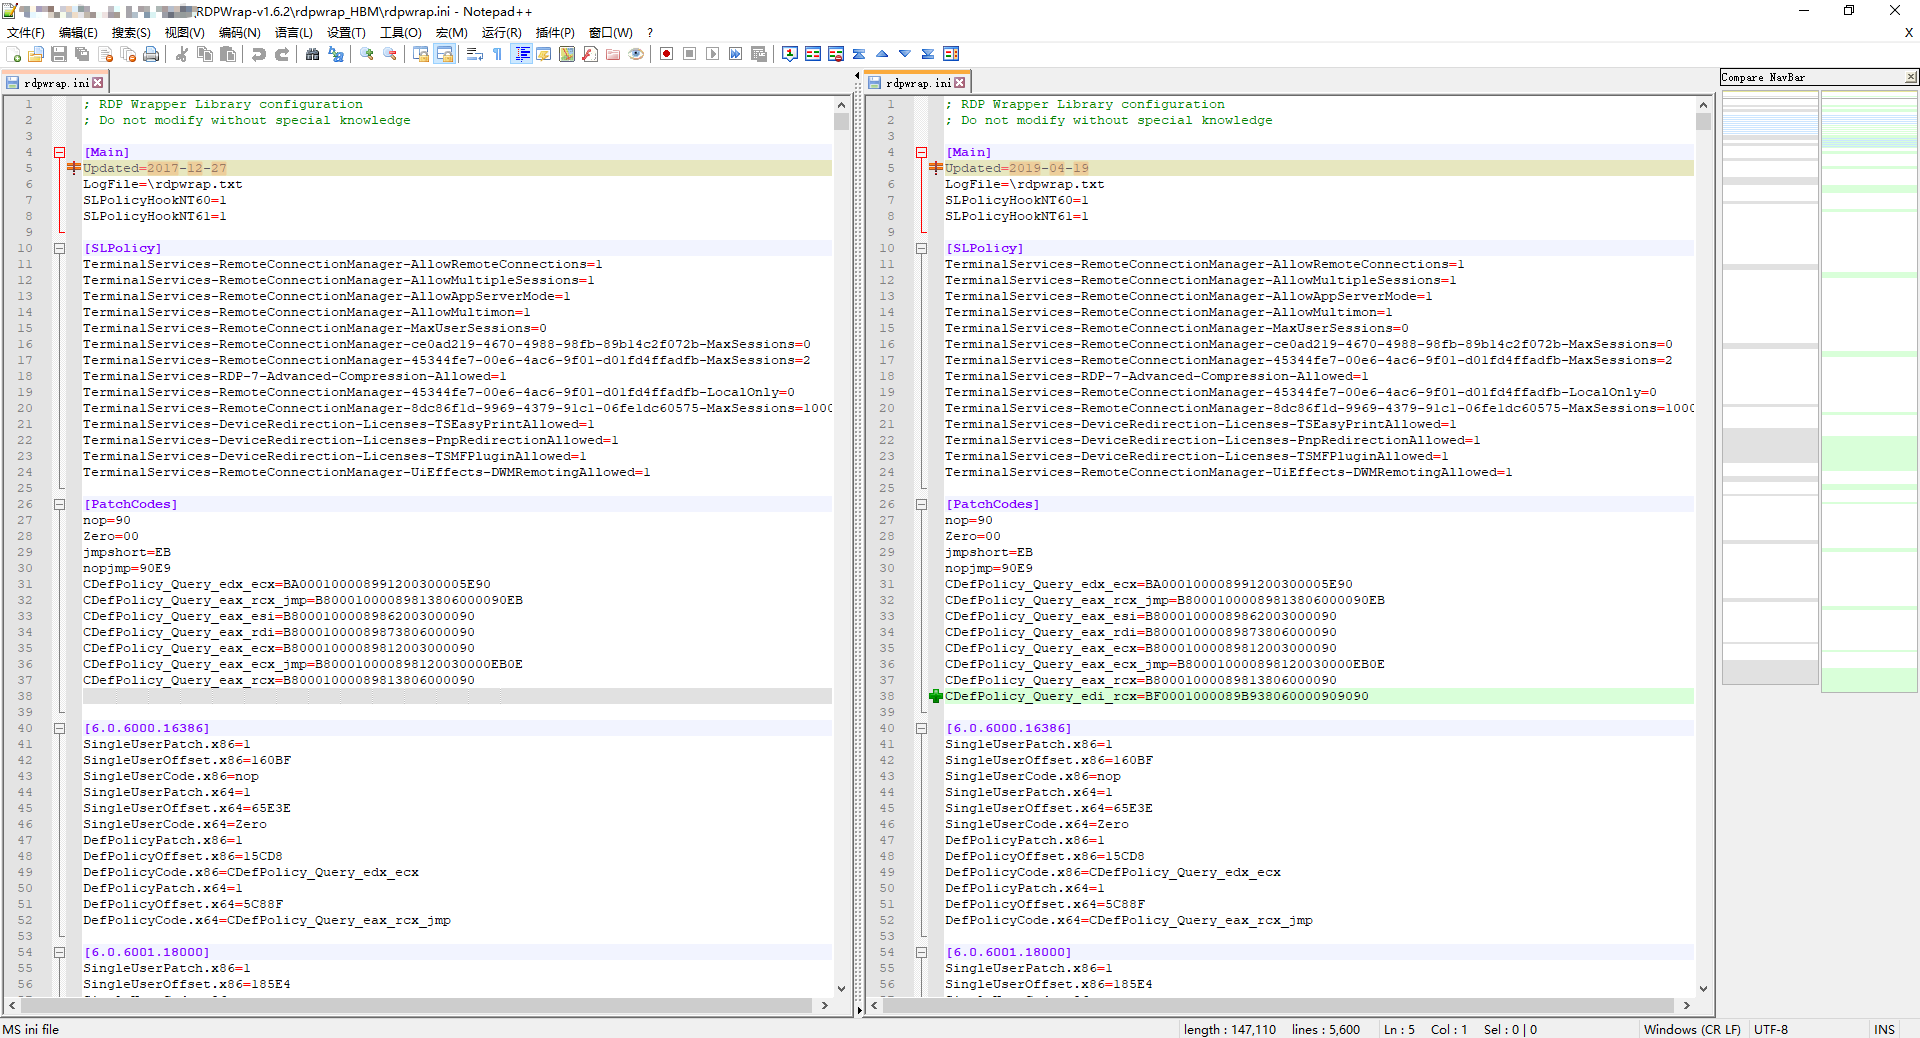 \RDPWrap-v1.6.2\rdpwrap_HBM\rdpwrap.ini - Notepad++
文件(F) 编辑(E) 搜索(S) 视图(V) 编码(N) 语言(L) 设置(T) 工具(O) 宏(M) 运行(R) 插件(P) 窗口(W) ? X
rdpwrap.ini
1 ; RDP Wrapper Library configuration
2 ; Do not modify without special knowledge
3
4 [Main]
5 Updated=2017-12-27
6 LogFile=\rdpwrap.txt
7 SLPolicyHookNT60=1
8 SLPolicyHookNT61=1
9
10 [SLPolicy]
11 TerminalServices-RemoteConnectionManager-AllowRemoteConnections=1
12 TerminalServices-RemoteConnectionManager-AllowMultipleSessions=1
13 TerminalServices-RemoteConnectionManager-AllowAppServerMode=1
14 TerminalServices-RemoteConnectionManager-AllowMultimon=1
15 TerminalServices-RemoteConnectionManager-MaxUserSessions=0
16 TerminalServices-RemoteConnectionManager-ce0ad219-4670-4988-98fb-89b14c2f072b-MaxSessions=0
17 TerminalServices-RemoteConnectionManager-45344fe7-00e6-4ac6-9f01-d01fd4ffadfb-MaxSessions=2
18 TerminalServices-RDP-7-Advanced-Compression-Allowed=1
19 TerminalServices-RemoteConnectionManager-45344fe7-00e6-4ac6-9f01-d01fd4ffadfb-LocalOnly=0
20 TerminalServices-RemoteConnectionManager-8dc86f1d-9969-4379-91c1-06fe1dc60575-MaxSessions=1000
21 TerminalServices-DeviceRedirection-Licenses-TSEasyPrintAllowed=1
22 TerminalServices-DeviceRedirection-Licenses-PnpRedirectionAllowed=1
23 TerminalServices-DeviceRedirection-Licenses-TSMFPluginAllowed=1
24 TerminalServices-RemoteConnectionManager-UiEffects-DWMRemotingAllowed=1
25
26 [PatchCodes]
27 nop=90
28 Zero=00
29 jmpshort=EB
30 nopjmp=90E9
31 CDefPolicy_Query_edx_ecx=BA000100008991200300005E90
32 CDefPolicy_Query_eax_rcx_jmp=B80001000089813806000090EB
33 CDefPolicy_Query_eax_esi=B80001000089862003000090
34 CDefPolicy_Query_eax_rdi=B80001000089873806000090
35 CDefPolicy_Query_eax_ecx=B80001000089812003000090
36 CDefPolicy_Query_eax_ecx_jmp=B800010000898120030000EB0E
37 CDefPolicy_Query_eax_rcx=B80001000089813806000090
38
39
40 [6.0.6000.16386]
41 SingleUserPatch.x86=1
42 SingleUserOffset.x86=160BF
43 SingleUserCode.x86=nop
44 SingleUserPatch.x64=1
45 SingleUserOffset.x64=65E3E
46 SingleUserCode.x64=Zero
47 DefPolicyPatch.x86=1
48 DefPolicyOffset.x86=15CD8
49 DefPolicyCode.x86=CDefPolicy_Query_edx_ecx
50 DefPolicyPatch.x64=1
51 DefPolicyOffset.x64=5C88F
52 DefPolicyCode.x64=CDefPolicy_Query_eax_rcx_jmp
53
54 [6.0.6001.18000]
55 SingleUserPatch.x86=1
56 SingleUserOffset.x86=185E4
rdpwrap.ini
1 ; RDP Wrapper Library configuration
2 ; Do not modify without special knowledge
3
4 [Main]
5 Updated=2019-04-19
6 LogFile=\rdpwrap.txt
7 SLPolicyHookNT60=1
8 SLPolicyHookNT61=1
9
10 [SLPolicy]
11 TerminalServices-RemoteConnectionManager-AllowRemoteConnections=1
12 TerminalServices-RemoteConnectionManager-AllowMultipleSessions=1
13 TerminalServices-RemoteConnectionManager-AllowAppServerMode=1
14 TerminalServices-RemoteConnectionManager-AllowMultimon=1
15 TerminalServices-RemoteConnectionManager-MaxUserSessions=0
16 TerminalServices-RemoteConnectionManager-ce0ad219-4670-4988-98fb-89b14c2f072b-MaxSessions=0
17 TerminalServices-RemoteConnectionManager-45344fe7-00e6-4ac6-9f01-d01fd4ffadfb-MaxSessions=2
18 TerminalServices-RDP-7-Advanced-Compression-Allowed=1
19 TerminalServices-RemoteConnectionManager-45344fe7-00e6-4ac6-9f01-d01fd4ffadfb-LocalOnly=0
20 TerminalServices-RemoteConnectionManager-8dc86f1d-9969-4379-91c1-06fe1dc60575-MaxSessions=1000
21 TerminalServices-DeviceRedirection-Licenses-TSEasyPrintAllowed=1
22 TerminalServices-DeviceRedirection-Licenses-PnpRedirectionAllowed=1
23 TerminalServices-DeviceRedirection-Licenses-TSMFPluginAllowed=1
24 TerminalServices-RemoteConnectionManager-UiEffects-DWMRemotingAllowed=1
25
26 [PatchCodes]
27 nop=90
28 Zero=00
29 jmpshort=EB
30 nopjmp=90E9
31 CDefPolicy_Query_edx_ecx=BA000100008991200300005E90
32 CDefPolicy_Query_eax_rcx_jmp=B80001000089813806000090EB
33 CDefPolicy_Query_eax_esi=B80001000089862003000090
34 CDefPolicy_Query_eax_rdi=B80001000089873806000090
35 CDefPolicy_Query_eax_ecx=B80001000089812003000090
36 CDefPolicy_Query_eax_ecx_jmp=B800010000898120030000EB0E
37 CDefPolicy_Query_eax_rcx=B80001000089813806000090
38 CDefPolicy_Query_edi_rcx=BF0001000089B938060000909090
39
40 [6.0.6000.16386]
41 SingleUserPatch.x86=1
42 SingleUserOffset.x86=160BF
43 SingleUserCode.x86=nop
44 SingleUserPatch.x64=1
45 SingleUserOffset.x64=65E3E
46 SingleUserCode.x64=Zero
47 DefPolicyPatch.x86=1
48 DefPolicyOffset.x86=15CD8
49 DefPolicyCode.x86=CDefPolicy_Query_edx_ecx
50 DefPolicyPatch.x64=1
51 DefPolicyOffset.x64=5C88F
52 DefPolicyCode.x64=CDefPolicy_Query_eax_rcx_jmp
53
54 [6.0.6001.18000]
55 SingleUserPatch.x86=1
56 SingleUserOffset.x86=185E4
Compare NavBar
MS ini file length : 147,110 lines : 5,600 Ln : 5 Col : 1 Sel : 0 | 0 Windows (CR LF) UTF-8 INS